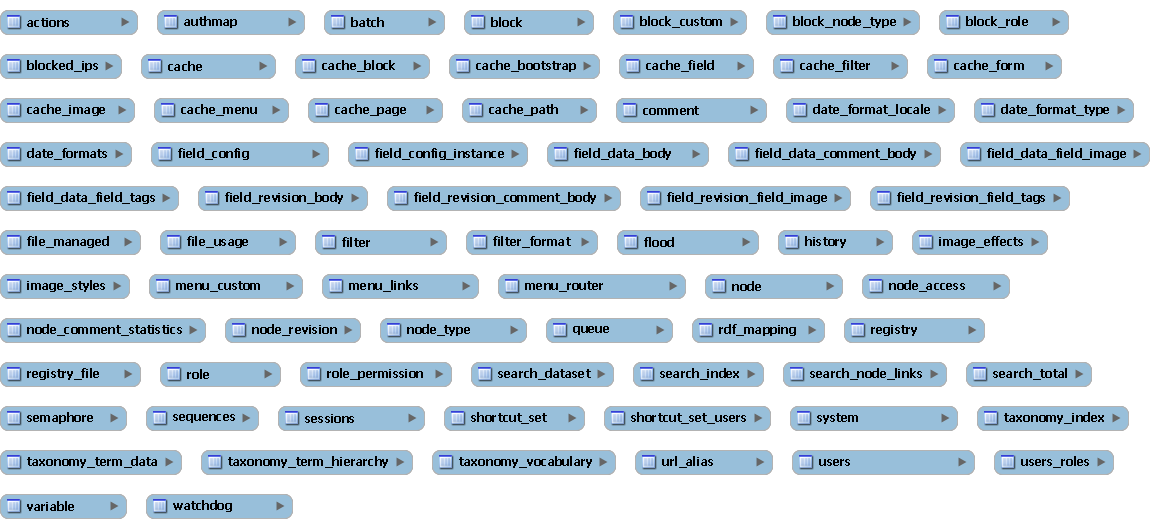 actions authmap batch block block_custom block_node_type block_role
blocked_ips cache cache_block cache_bootstrap cache_field cache_filter cache_form
cache_image cache_menu cache_page cache_path comment date_format_locale date_format_type
date_formats field_config field_config_instance field_data_body field_data_comment_body field_data_field_image
field_data_field_tags field_revision_body field_revision_comment_body field_revision_field_image field_revision_field_tags
file_managed file_usage filter filter_format flood history image_effects
image_styles menu_custom menu_links menu_router node node_access
node_comment_statistics node_revision node_type queue rdf_mapping registry
registry_file role role_permission search_dataset search_index search_node_links search_total
semaphore sequences sessions shortcut_set shortcut_set_users system taxonomy_index
taxonomy_term_data taxonomy_term_hierarchy taxonomy_vocabulary url_alias users users_roles
variable watchdog